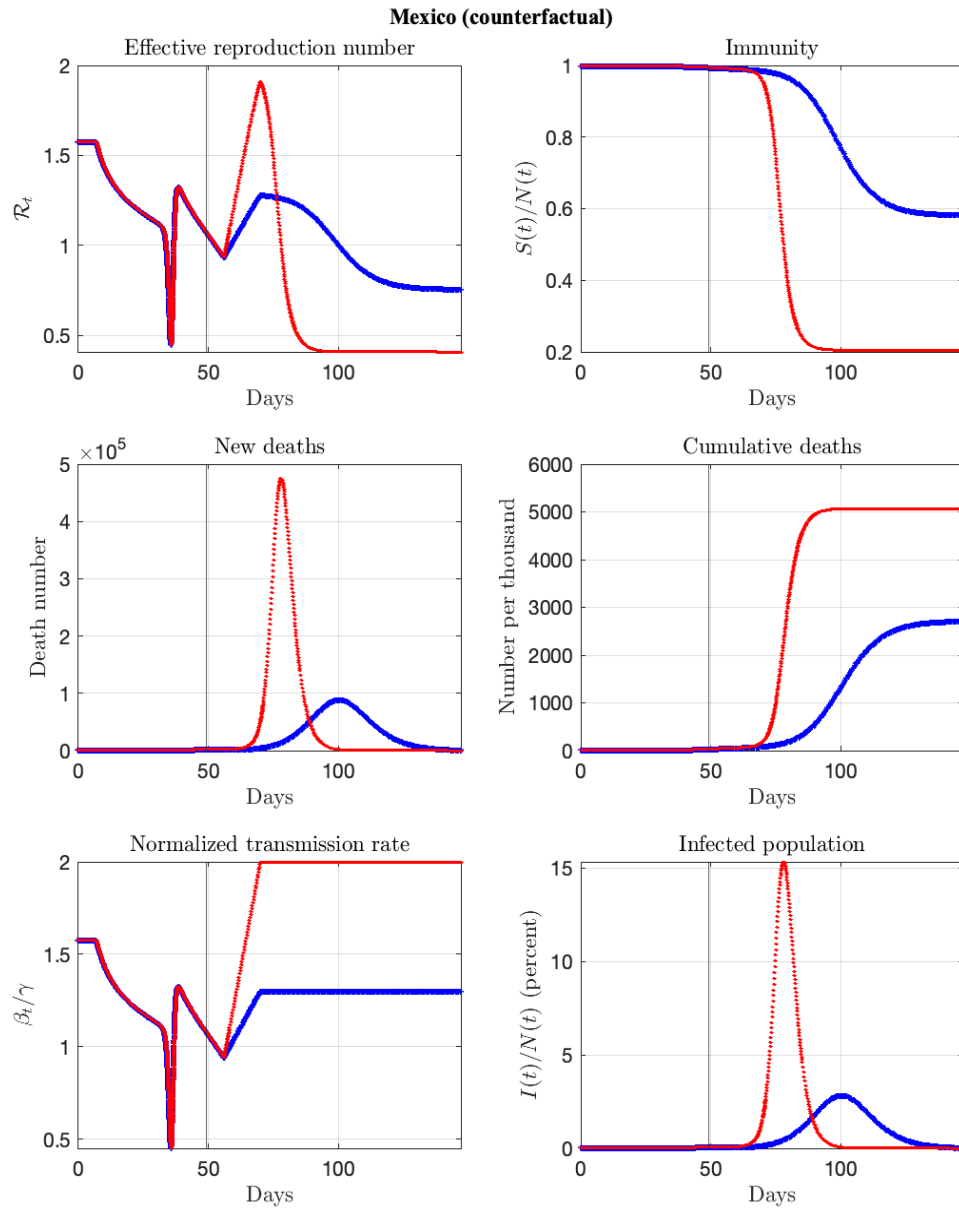 Mexico (counterfactual)
Effective reproduction number
2
1.5
1
0.5
0
50
100
Days
ℛₜ
Immunity
1
0.8
0.6
0.4
0.2
0
50
100
Days
S(t)/N(t)
New deaths
×10⁵
5
4
3
2
1
0
0
50
100
Days
Death number
Cumulative deaths
6000
5000
4000
3000
2000
1000
0
0
50
100
Days
Number per thousand
Normalized transmission rate
2
1.5
1
0.5
0
50
100
Days
βₜ/γ
Infected population
15
10
5
0
0
50
100
Days
I(t)/N(t) (percent)